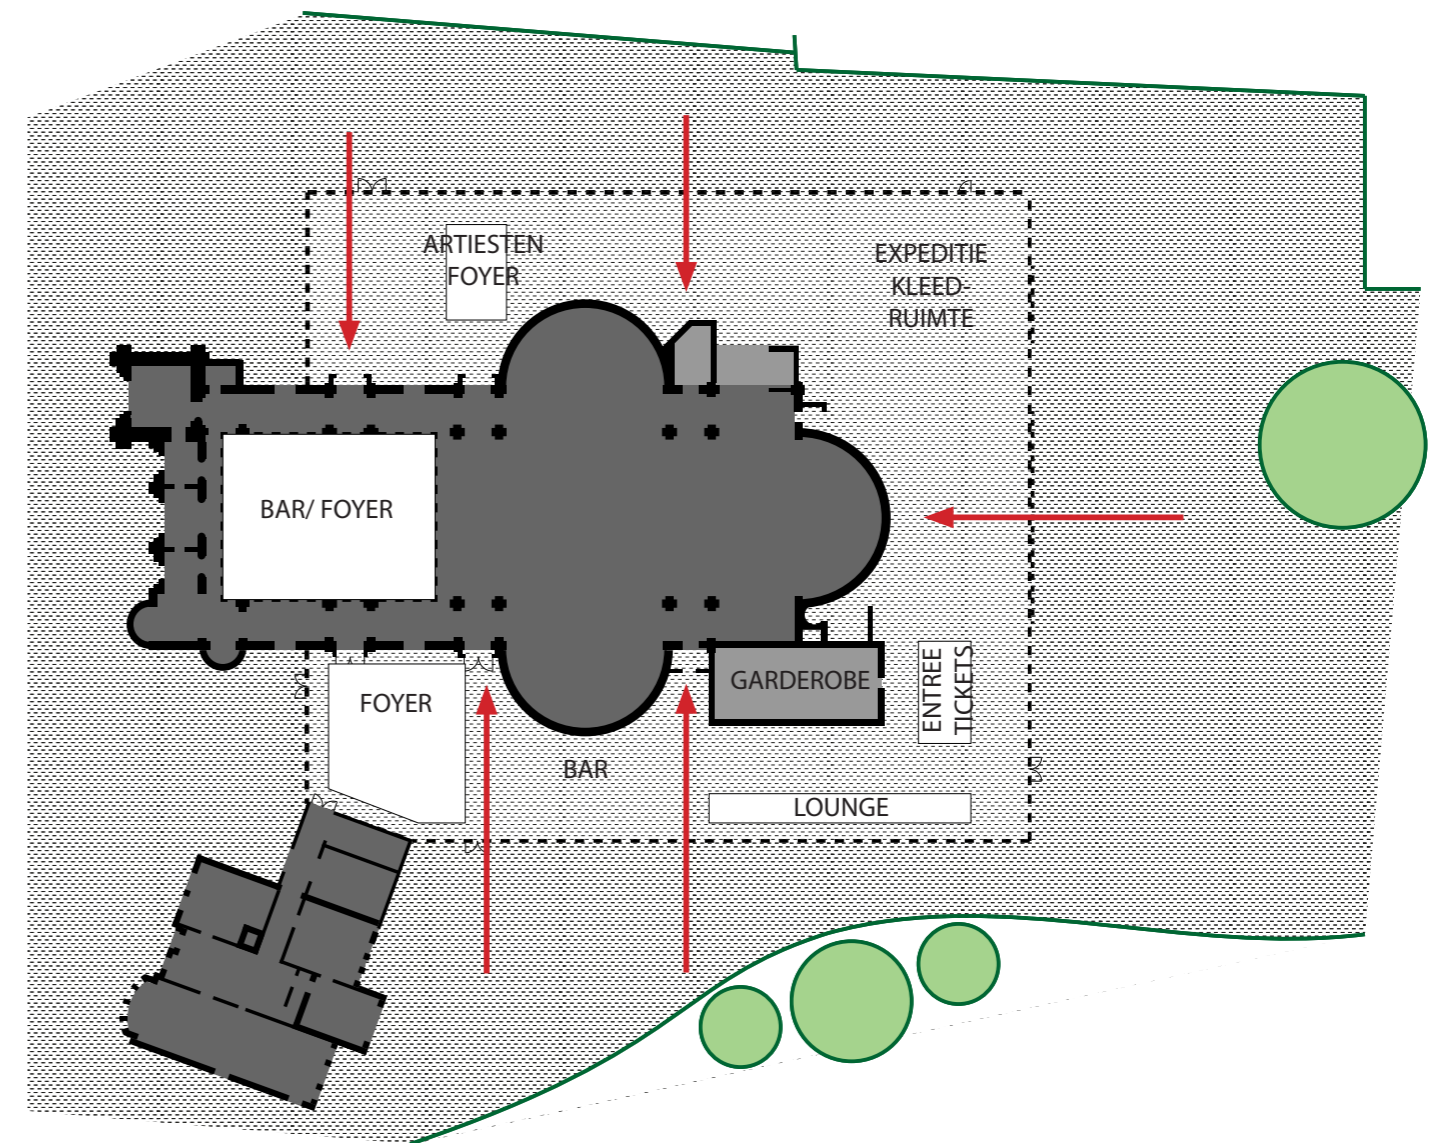 ARTIESTEN
FOYER
EXPEDITIE
KLEED-
RUIMTE
BAR/ FOYER
FOYER
GARDEROBE
ENTREE
TICKETS
BAR
LOUNGE